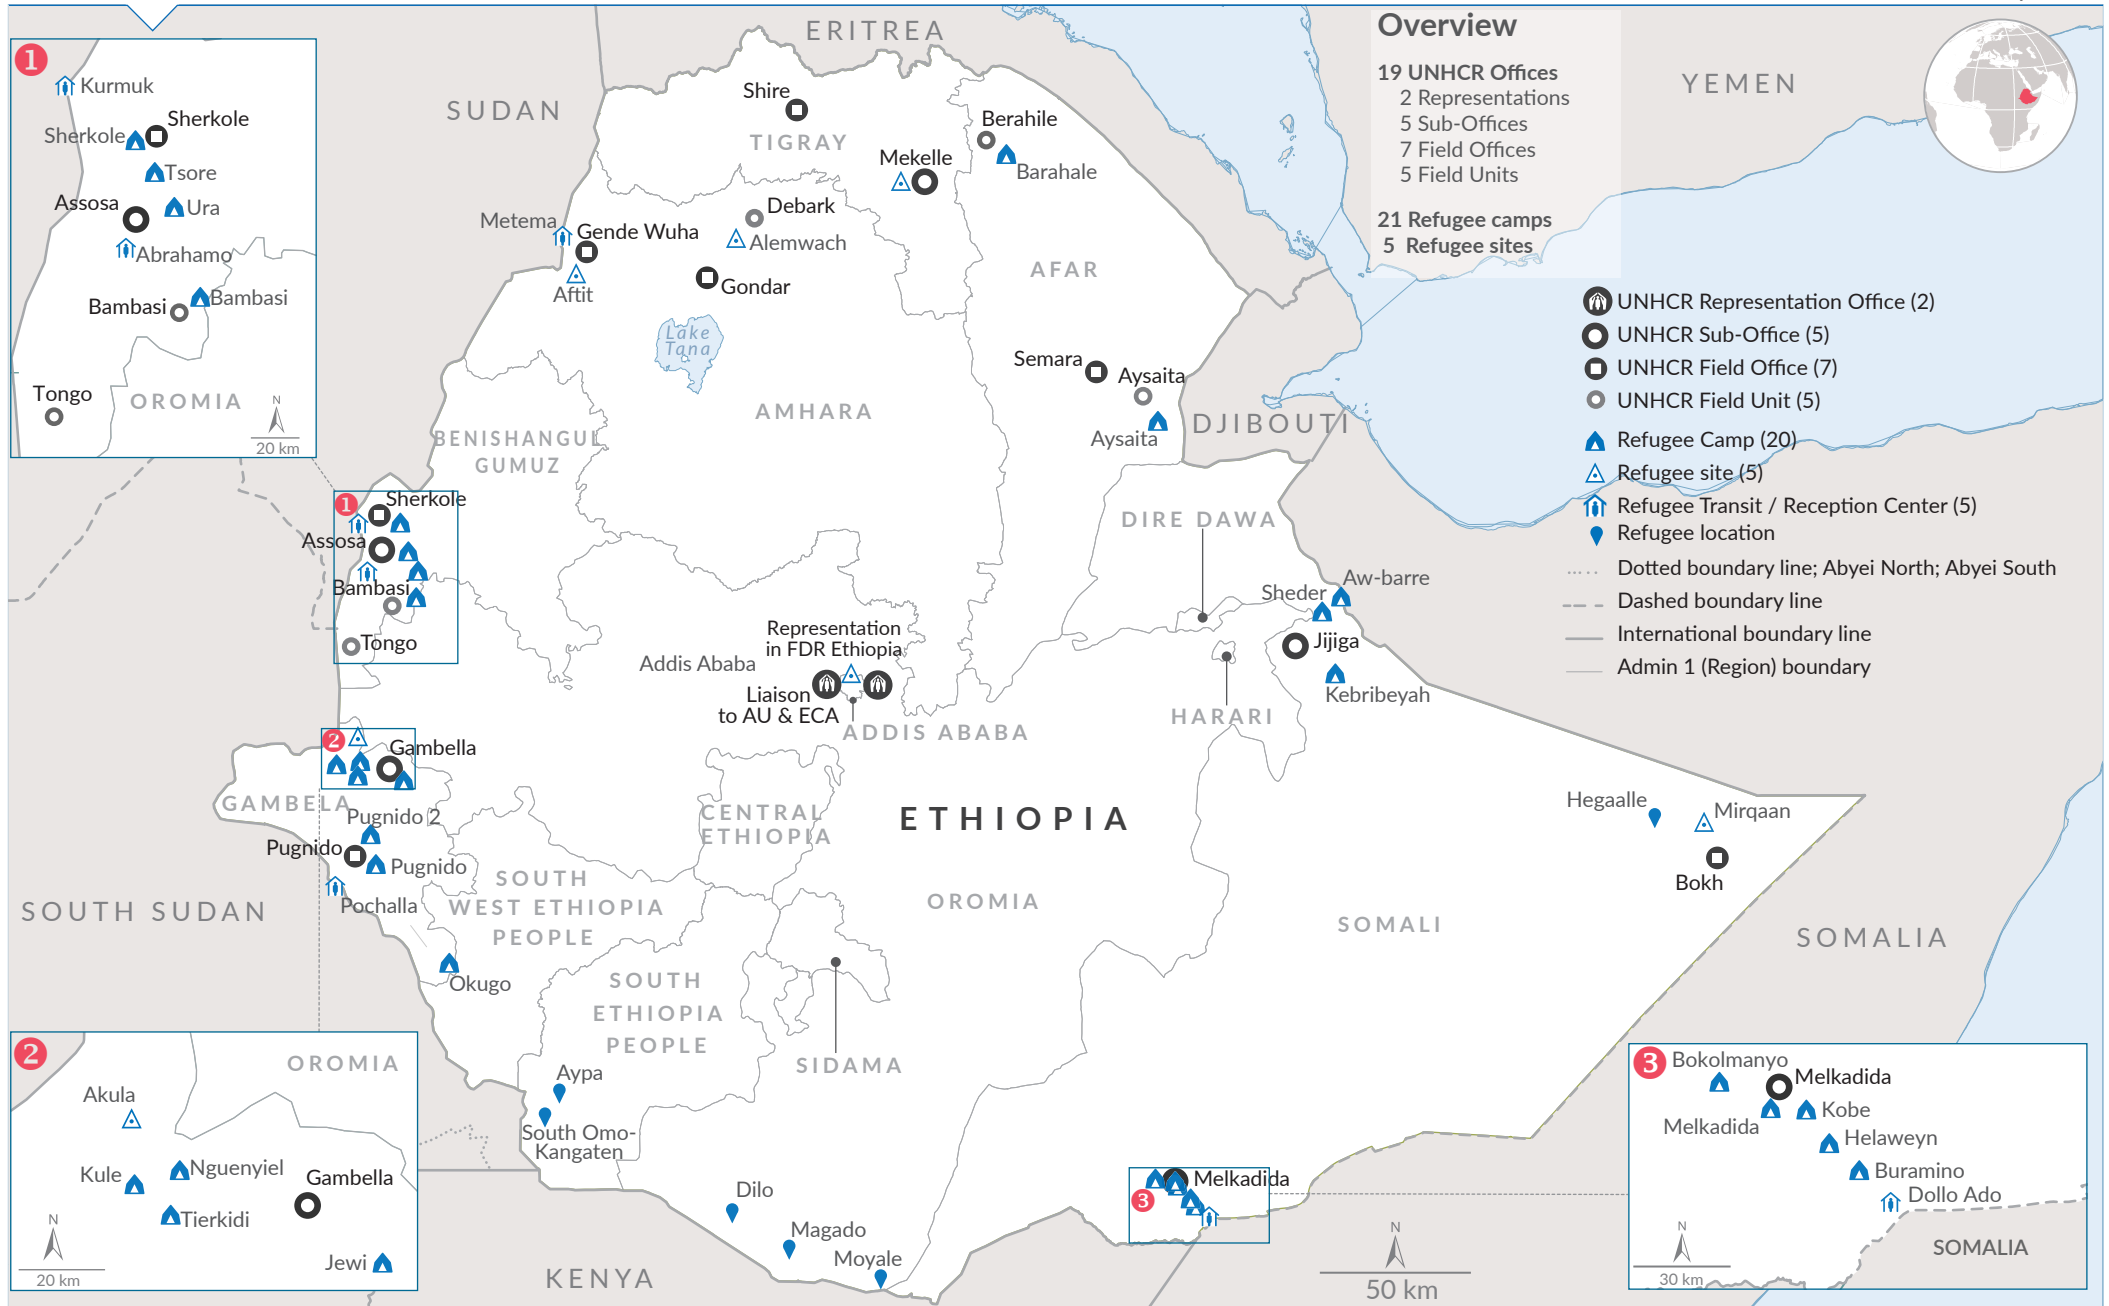 ERITREA
SUDAN
YEMEN
DJIBOUTI
SOMALIA
SOUTH SUDAN
KENYA
ETHIOPIA
Overview
19 UNHCR Offices
2 Representations
5 Sub-Offices
7 Field Offices
5 Field Units
21 Refugee camps
5 Refugee sites
UNHCR Representation Office (2)
UNHCR Sub-Office (5)
UNHCR Field Office (7)
UNHCR Field Unit (5)
Refugee Camp (20)
Refugee site (5)
Refugee Transit / Reception Center (5)
Refugee location
Dotted boundary line; Abyei North; Abyei South
Dashed boundary line
International boundary line
Admin 1 (Region) boundary
1
Kurmuk
Sherkole
Sherkole
Tsore
Assosa
Ura
Abrahamo
Bambasi
Bambasi
Tongo
OROMIA
N
20 km
Shire
TIGRAY
Mekelle
Berahile
Barahale
Metema
Gende Wuha
Aftit
Debark
Alemwach
Gondar
AFAR
Lake
Tana
Semara
Aysaita
Aysaita
AMHARA
BENISHANGUL
GUMUZ
1
Sherkole
Assosa
Bambasi
Tongo
DIRE DAWA
Aw-barre
Sheder
Jijiga
Kebribeyah
HARARI
Representation
in FDR Ethiopia
Addis Ababa
Liaison
to AU & ECA
ADDIS ABABA
2
Gambella
GAMBELA
Pugnido 2
Pugnido
Pugnido
Pochalla
Okugo
CENTRAL
ETHIOPIA
SOUTH
WEST ETHIOPIA
PEOPLE
SOUTH
ETHIOPIA
PEOPLE
SIDAMA
OROMIA
SOMALI
Hegaalle
Mirqaan
Bokh
Aypa
South Omo-
Kangaten
Dilo
Magado
Moyale
3
Melkadida
N
50 km
2
OROMIA
Akula
Kule
Nguenyiel
Tierkidi
Gambella
Jewi
N
20 km
3
Bokolmanyo
Melkadida
Melkadida
Kobe
Helaweyn
Buramino
Dollo Ado
SOMALIA
N
30 km